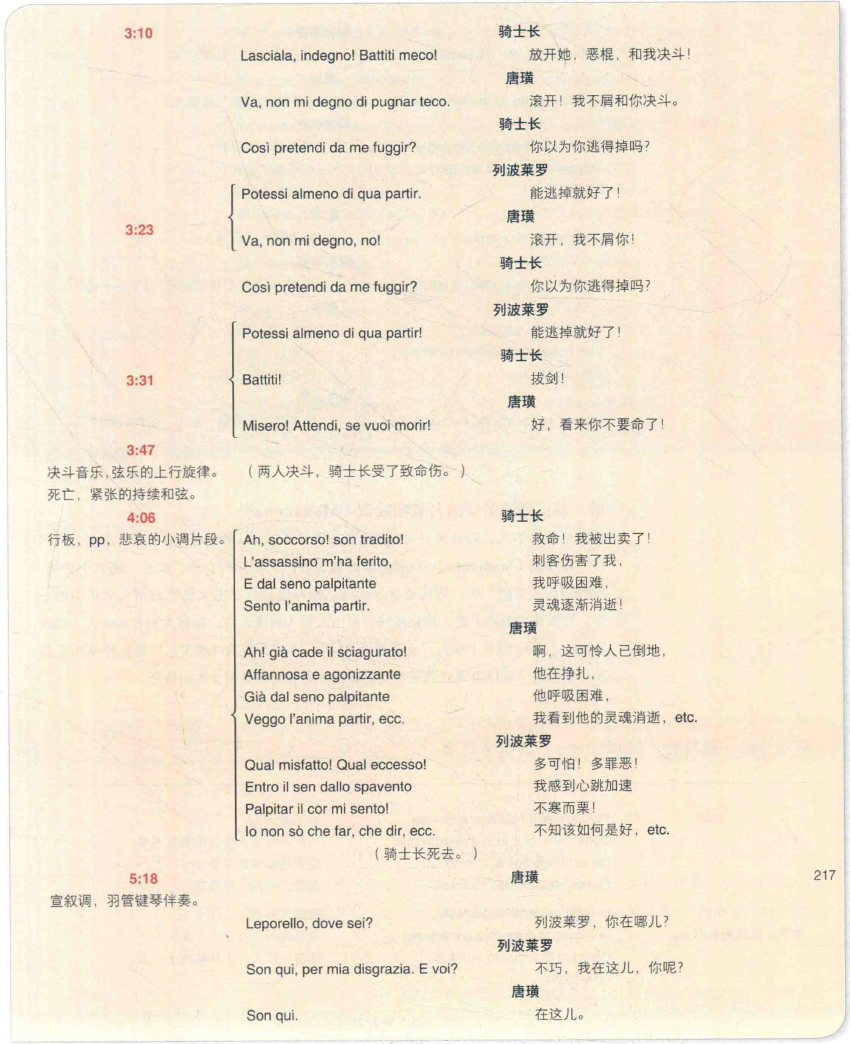 3:10 骑士长
Lasciala, indegno! Battiti meco! 放开她，恶棍，和我决斗！
唐璜
Va, non mi degno di pugnar teco. 滚开！我不屑和你决斗。
骑士长
Così pretendi da me fuggir? 你以为你逃得掉吗？
列波莱罗
Potessi almeno di qua partir. 能逃掉就好了！
3:23 唐璜
Va, non mi degno, no! 滚开，我不屑你！
骑士长
Così pretendi da me fuggir? 你以为你逃得掉吗？
列波莱罗
Potessi almeno di qua partir! 能逃掉就好了！
骑士长
3:31 Battiti! 拔剑！
唐璜
Misero! Attendi, se vuoi morir! 好，看来你不要命了！
3:47
决斗音乐，弦乐的上行旋律。 （两人决斗，骑士长受了致命伤。）
死亡，紧张的持续和弦。
4:06 骑士长
行板，pp，悲哀的小调片段。 Ah, soccorso! son tradito! 救命！我被出卖了！
L'assassino m'ha ferito, 刺客伤害了我，
E dal seno palpitante 我呼吸困难，
Sento l'anima partir. 灵魂逐渐消逝！
唐璜
Ah! già cade il sciagurato! 啊，这可怜人已倒地，
Affannosa e agonizzante 他在挣扎，
Già dal seno palpitante 他呼吸困难，
Veggo l'anima partir, ecc. 我看到他的灵魂消逝，etc.
列波莱罗
Qual misfatto! Qual eccesso! 多可怕！多罪恶！
Entro il sen dallo spavento 我感到心跳加速
Palpitar il cor mi sento! 不寒而栗！
Io non sò che far, che dir, ecc. 不知该如何是好，etc.
（骑士长死去。）
5:18 唐璜 217
宣叙调，羽管键琴伴奏。
Leporello, dove sei? 列波莱罗，你在哪儿？
列波莱罗
Son qui, per mia disgrazia. E voi? 不巧，我在这儿，你呢？
唐璜
Son qui. 在这儿。